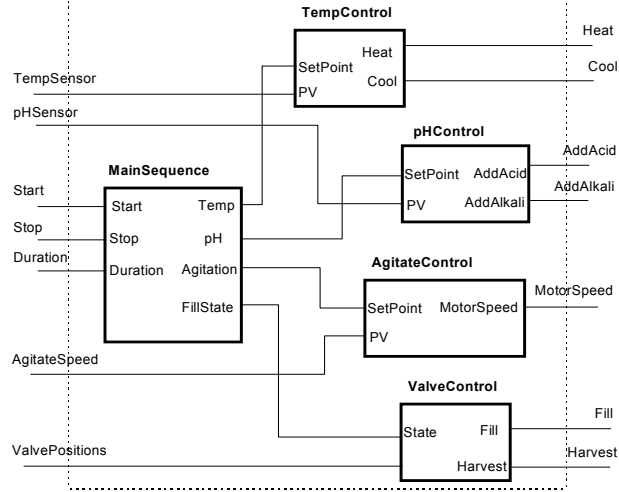 TempControl
Heat
Heat
SetPoint
Cool
Cool
TempSensor
PV
pHSensor
pHControl
AddAcid
MainSequence
SetPoint
AddAcid
AddAlkali
Start
Start
Temp
PV
AddAlkali
Stop
Stop
pH
Duration
Duration
Agitation
AgitateControl
MotorSpeed
FillState
SetPoint
MotorSpeed
PV
AgitateSpeed
ValveControl
Fill
State
Fill
ValvePositions
Harvest
Harvest